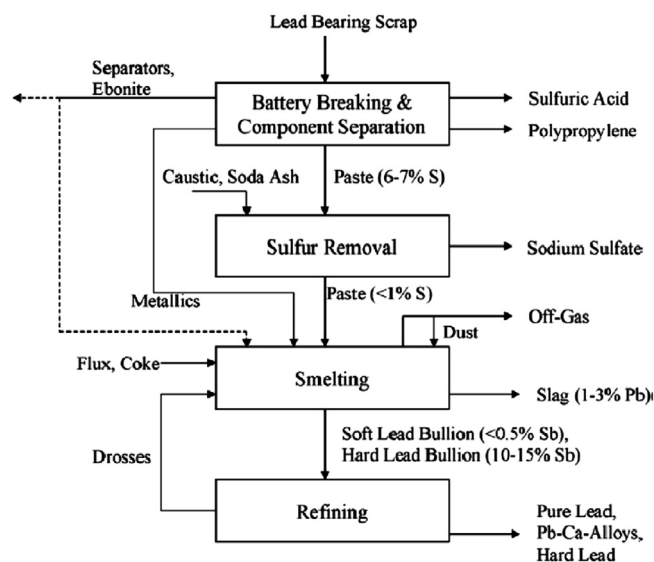 Lead Bearing Scrap
Separators,
Ebonite
Battery Breaking &
Component Separation
Sulfuric Acid
Polypropylene
Caustic, Soda Ash
Paste (6-7% S)
Sulfur Removal
Sodium Sulfate
Metallics
Paste (<1% S)
Off-Gas
Dust
Flux, Coke
Smelting
Slag (1-3% Pb)
Soft Lead Bullion (<0.5% Sb),
Hard Lead Bullion (10-15% Sb)
Drosses
Refining
Pure Lead,
Pb-Ca-Alloys,
Hard Lead